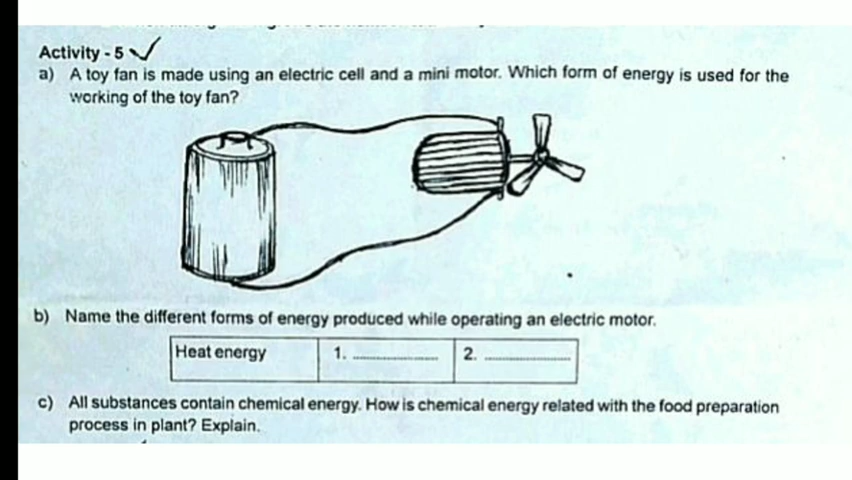 Activity - 5
a) A toy fan is made using an electric cell and a mini motor. Which form of energy is used for the
working of the toy fan?
b) Name the different forms of energy produced while operating an electric motor.
Heat energy 1. .................... 2. ....................
c) All substances contain chemical energy. How is chemical energy related with the food preparation
process in plant? Explain.